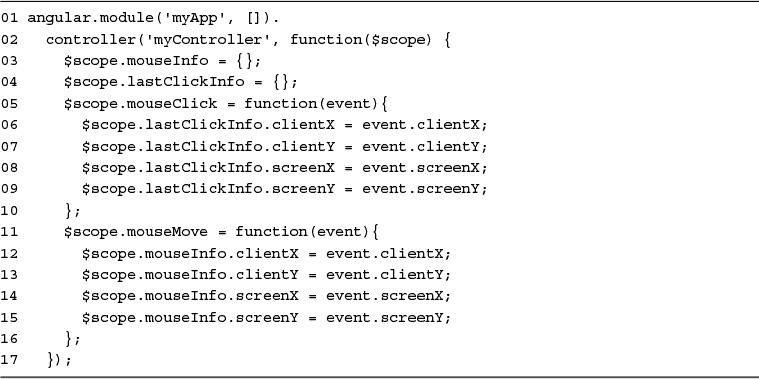 01 angular.module('myApp', []).
02   controller('myController', function($scope) {
03     $scope.mouseInfo = {};
04     $scope.lastClickInfo = {};
05     $scope.mouseClick = function(event){
06       $scope.lastClickInfo.clientX = event.clientX;
07       $scope.lastClickInfo.clientY = event.clientY;
08       $scope.lastClickInfo.screenX = event.screenX;
09       $scope.lastClickInfo.screenY = event.screenY;
10     };
11     $scope.mouseMove = function(event){
12       $scope.mouseInfo.clientX = event.clientX;
13       $scope.mouseInfo.clientY = event.clientY;
14       $scope.mouseInfo.screenX = event.screenX;
15       $scope.mouseInfo.screenY = event.screenY;
16     };
17   });